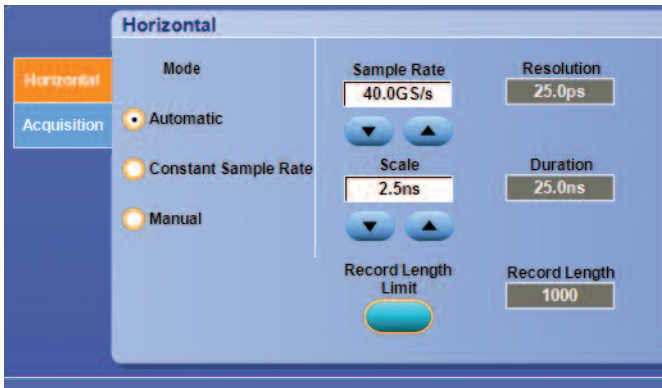 Horizontal
Horizontal
Acquisition
Mode
Automatic
Constant Sample Rate
Manual
Sample Rate
40.0GS/s
Scale
2.5ns
Record Length
Limit
Resolution
25.0ps
Duration
25.0ns
Record Length
1000